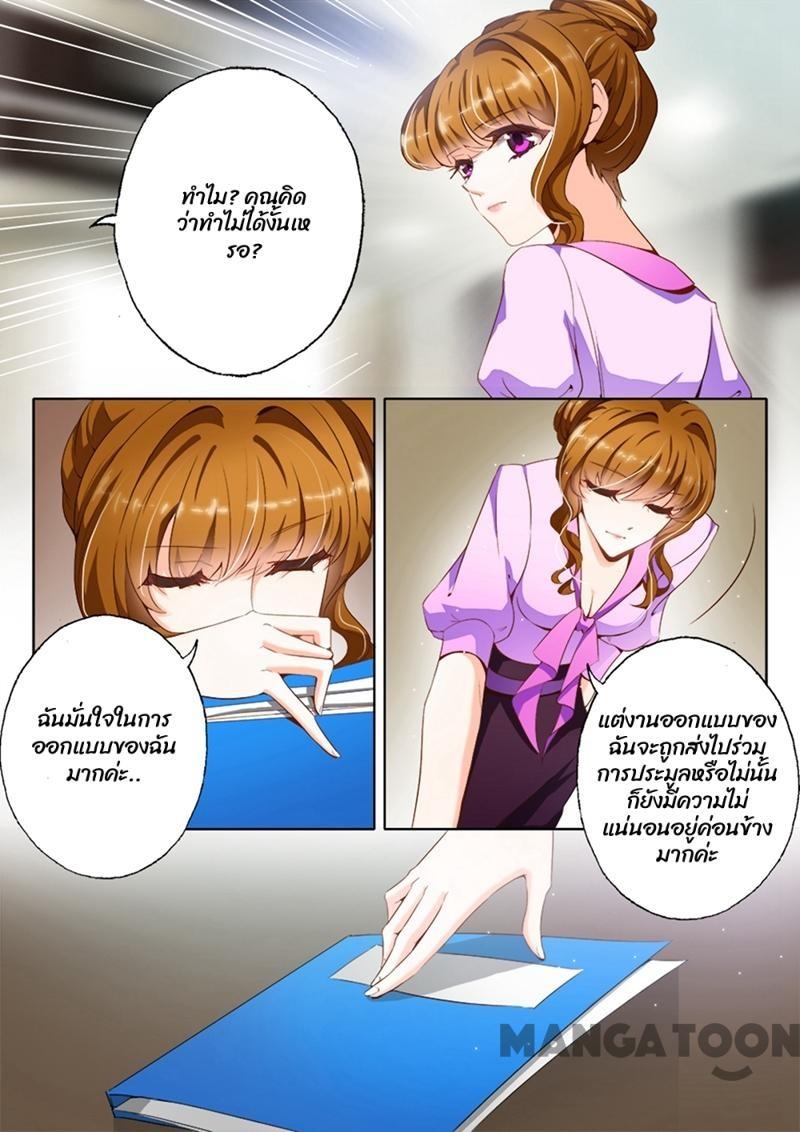 ทำไม? คุณคิด
ว่าทำไม่ได้งั้นเห
รอ?
ฉันมั่นใจในการ
ออกแบบของฉัน
มากค่ะ..
แต่งานออกแบบของ
ฉันจะถูกส่งไปร่วม
การประมูลหรือไม่นั้น
ก็ยังมีความไม่
แน่นอนอยู่ค่อนข้าง
มากค่ะ
MANGATOON